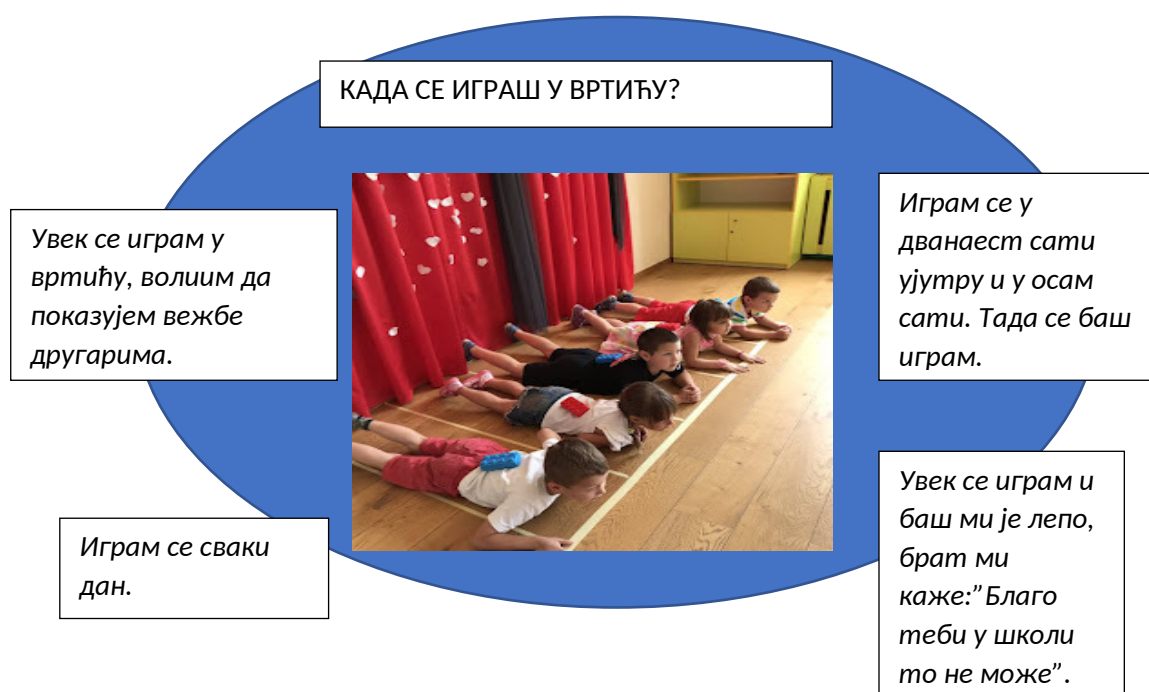 КАДА СЕ ИГРАШ У ВРТИЋУ?
Увек се играм у
вртићу, волиим да
показујем вежбе
другарима.
Играм се у
дванаест сати
ујутру и у осам
сати. Тада се баш
играм.
Играм се сваки
дан.
Увек се играм и
баш ми је лепо,
брат ми
каже:”Благо
теби у школи
то не може”.